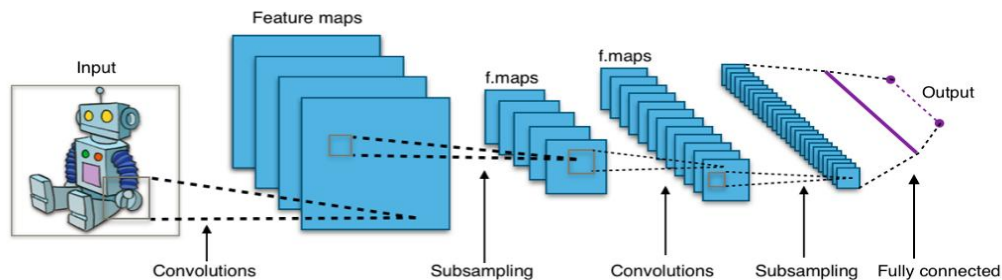 Feature maps
Input
f.maps
f.maps
Output
Convolutions
Subsampling
Convolutions
Subsampling
Fully connected